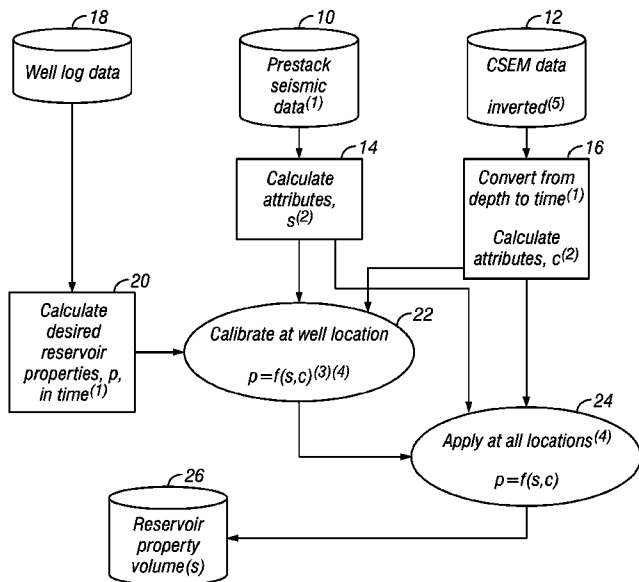 18
Well log data
10
Prestack
seismic
data(1)
12
CSEM data
inverted(5)
14
Calculate
attributes,
s(2)
16
Convert from
depth to time(1)
Calculate
attributes, c(2)
20
Calculate
desired
reservoir
properties, p,
in time(1)
22
Calibrate at well location
p=f(s,c)(3)(4)
24
Apply at all locations(4)
p=f(s,c)
26
Reservoir
property
volume(s)